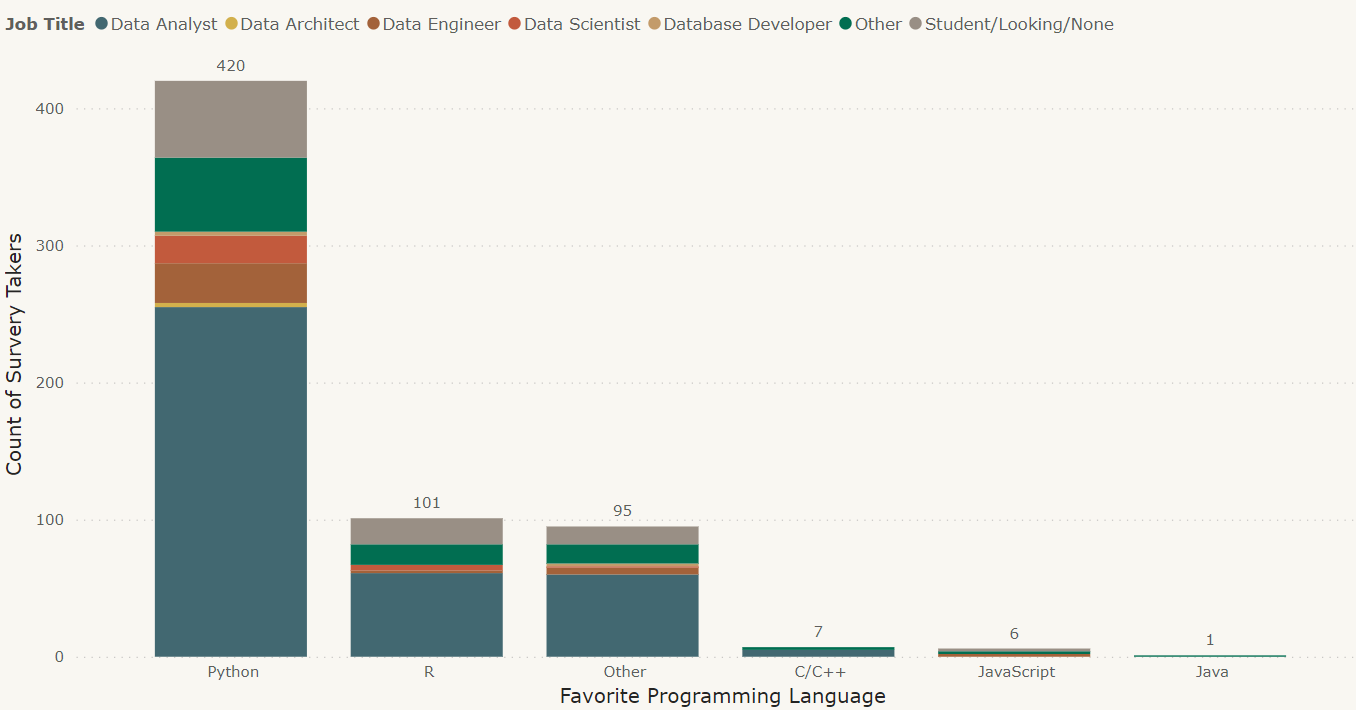 Job Title Data Analyst Data Architect Data Engineer Data Scientist Database Developer Other Student/Looking/None
Count of Survery Takers
400
300
200
100
0
420
101
95
7
6
1
Python R Other C/C++ JavaScript Java
Favorite Programming Language